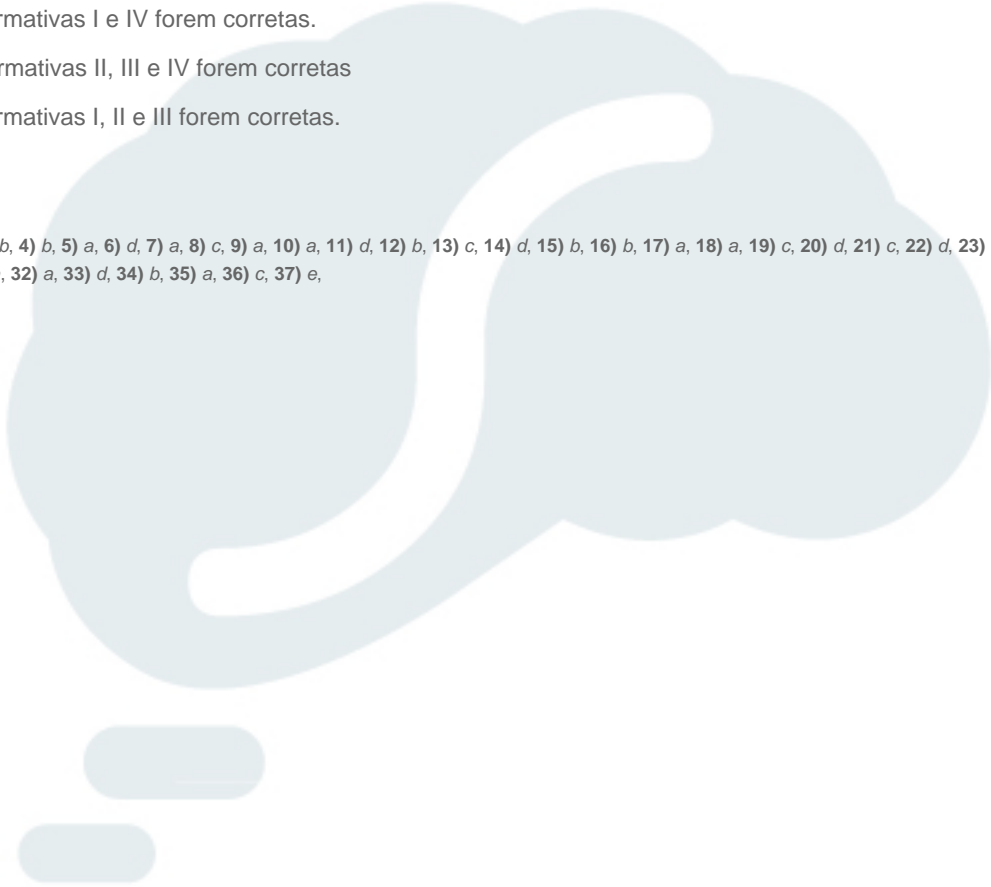 rmativas I e IV forem corretas.
rmativas II, III e IV forem corretas
rmativas I, II e III forem corretas.
b, 4) b, 5) a, 6) d, 7) a, 8) c, 9) a, 10) a, 11) d, 12) b, 13) c, 14) d, 15) b, 16) b, 17) a, 18) a, 19) c, 20) d, 21) c, 22) d, 23)
, 32) a, 33) d, 34) b, 35) a, 36) c, 37) e,